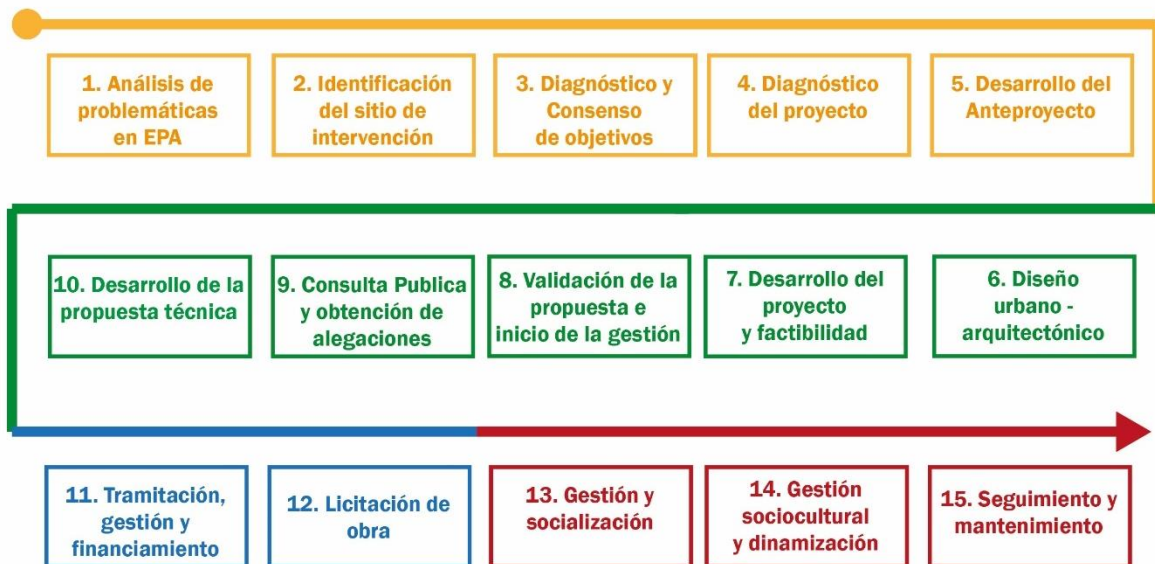 1. Análisis de
problemáticas
en EPA
2. Identificación
del sitio de
intervención
3. Diagnóstico y
Consenso
de objetivos
4. Diagnóstico
del proyecto
5. Desarrollo del
Anteproyecto
6. Diseño
urbano -
arquitectónico
7. Desarrollo del
proyecto
y factibilidad
8. Validación de la
propuesta e
inicio de la gestión
9. Consulta Publica
y obtención de
alegaciones
10. Desarrollo de la
propuesta técnica
11. Tramitación,
gestión y
financiamiento
12. Licitación de
obra
13. Gestión y
socialización
14. Gestión
sociocultural
y dinamización
15. Seguimiento y
mantenimiento